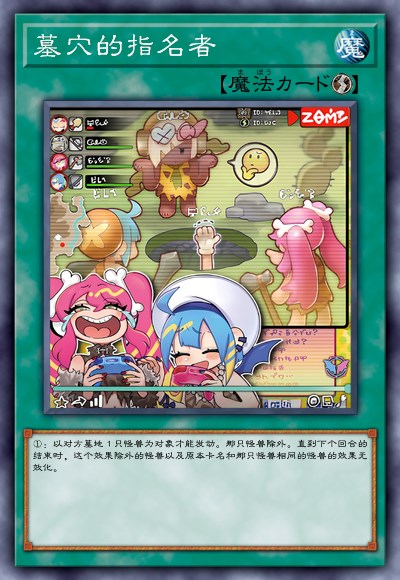 墓穴的指名者
【魔法カード】
魔
まほう
ZOMZ
①:以对方墓地1只怪兽为对象才能发动。那只怪兽除外。直到下个回合的
结束时,这个效果除外的怪兽以及原本卡名和那只怪兽相同的怪兽的效果无
效化。